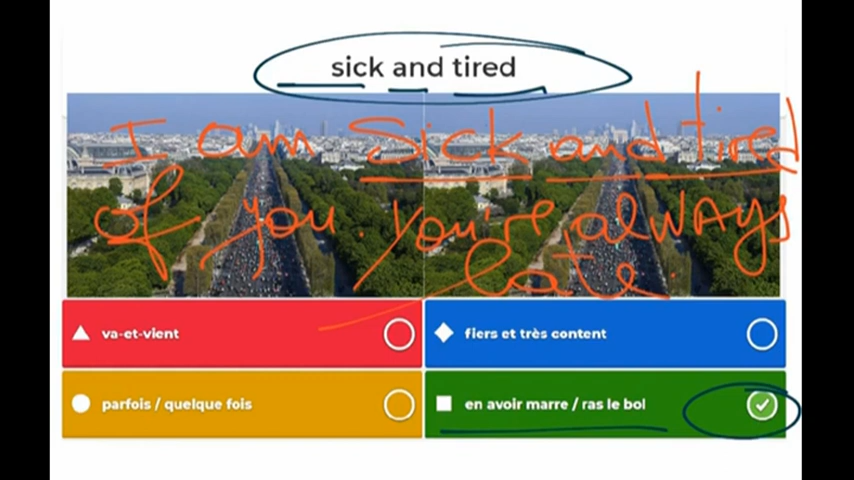 sick and tired
I am sick and tired
of you. you're always
late.
va-et-vient
fiers et très content
parfois / quelque fois
en avoir marre / ras le bol